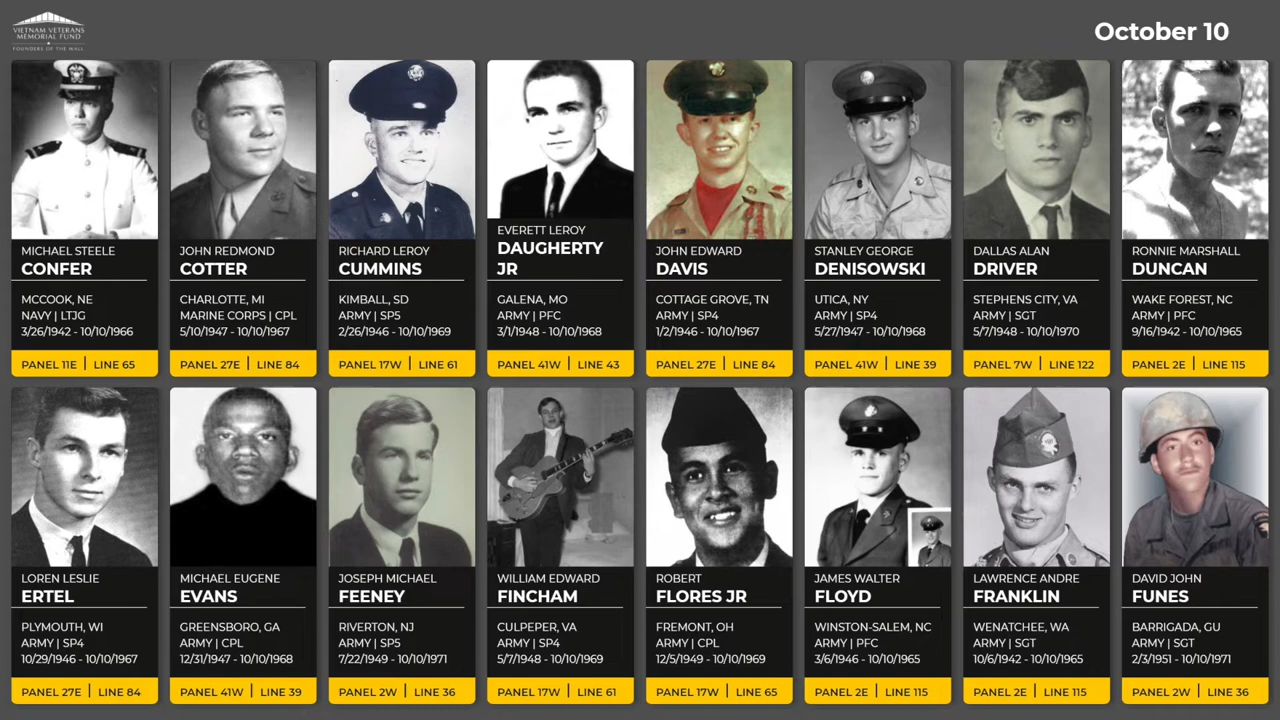 VIETNAM VETERANS
MEMORIAL FUND
FOUNDERS OF THE WALL
October 10
MICHAEL STEELE
CONFER
MCCOOK, NE
NAVY | LTJG
3/26/1942 - 10/10/1966
PANEL 11E | LINE 65
JOHN REDMOND
COTTER
CHARLOTTE, MI
MARINE CORPS | CPL
5/10/1947 - 10/10/1967
PANEL 27E | LINE 84
RICHARD LEROY
CUMMINS
KIMBALL, SD
ARMY | SP5
2/26/1946 - 10/10/1969
PANEL 17W | LINE 61
EVERETT LEROY
DAUGHERTY
JR
GALENA, MO
ARMY | PFC
3/1/1948 - 10/10/1968
PANEL 41W | LINE 43
JOHN EDWARD
DAVIS
COTTAGE GROVE, TN
ARMY | SP4
1/2/1946 - 10/10/1967
PANEL 27E | LINE 84
STANLEY GEORGE
DENISOWSKI
UTICA, NY
ARMY | SP4
5/27/1947 - 10/10/1968
PANEL 41W | LINE 39
DALLAS ALAN
DRIVER
STEPHENS CITY, VA
ARMY | SGT
5/7/1948 - 10/10/1970
PANEL 7W | LINE 122
RONNIE MARSHALL
DUNCAN
WAKE FOREST, NC
ARMY | PFC
9/16/1942 - 10/10/1965
PANEL 2E | LINE 115
LOREN LESLIE
ERTEL
PLYMOUTH, WI
ARMY | SP4
10/29/1946 - 10/10/1967
PANEL 27E | LINE 84
MICHAEL EUGENE
EVANS
GREENSBORO, GA
ARMY | CPL
12/31/1947 - 10/10/1968
PANEL 41W | LINE 39
JOSEPH MICHAEL
FEENEY
RIVERTON, NJ
ARMY | SP5
7/22/1949 - 10/10/1971
PANEL 2W | LINE 36
WILLIAM EDWARD
FINCHAM
CULPEPER, VA
ARMY | SP4
5/7/1948 - 10/10/1969
PANEL 17W | LINE 61
ROBERT
FLORES JR
FREMONT, OH
ARMY | CPL
12/5/1949 - 10/10/1969
PANEL 17W | LINE 65
JAMES WALTER
FLOYD
WINSTON-SALEM, NC
ARMY | PFC
3/6/1946 - 10/10/1965
PANEL 2E | LINE 115
LAWRENCE ANDRE
FRANKLIN
WENATCHEE, WA
ARMY | SGT
10/6/1942 - 10/10/1965
PANEL 2E | LINE 115
DAVID JOHN
FUNES
BARRIGADA, GU
ARMY | SGT
2/3/1951 - 10/10/1971
PANEL 2W | LINE 36